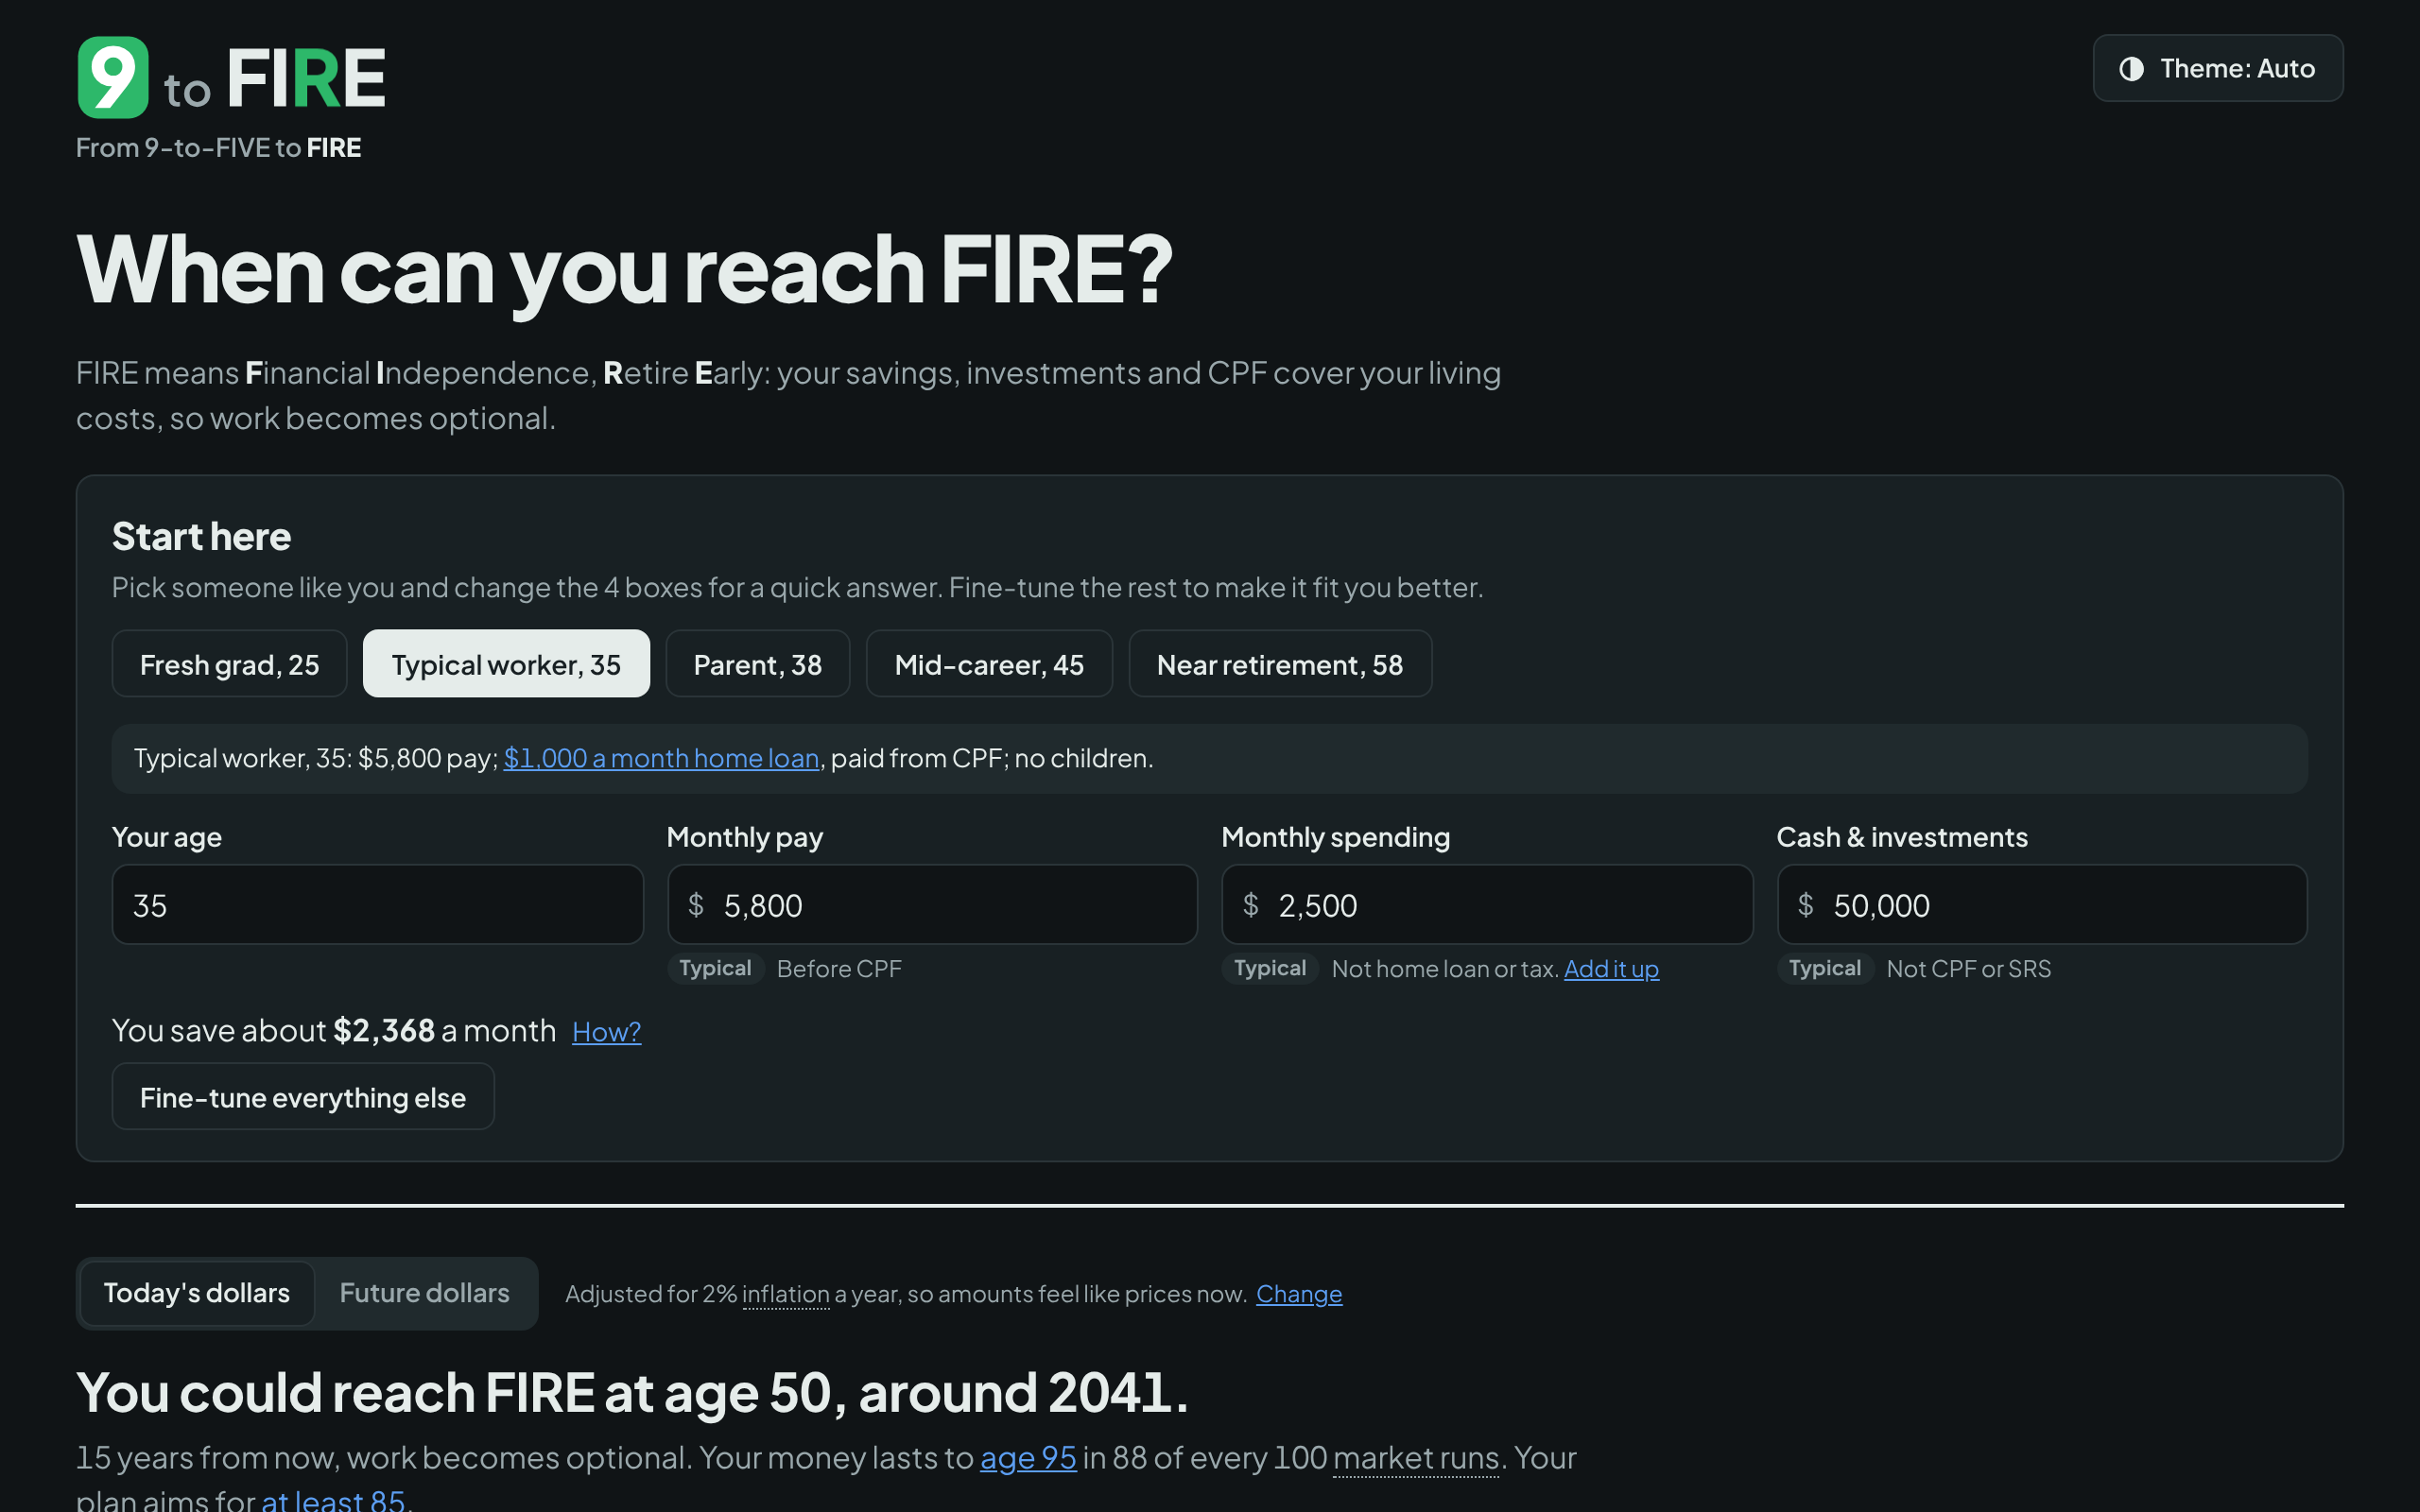 9 to FIRE
Theme: Auto
From 9-to-FIVE to FIRE
When can you reach FIRE?
FIRE means Financial Independence, Retire Early: your savings, investments and CPF cover your living
costs, so work becomes optional.
Start here
Pick someone like you and change the 4 boxes for a quick answer. Fine-tune the rest to make it fit you better.
Fresh grad, 25 Typical worker, 35 Parent, 38 Mid-career, 45 Near retirement, 58
Typical worker, 35: $5,800 pay; $1,000 a month home loan, paid from CPF; no children.
Your age Monthly pay Monthly spending Cash & investments
35 $ 5,800 $ 2,500 $ 50,000
Typical Before CPF Typical Not home loan or tax. Add it up Typical Not CPF or SRS
You save about $2,368 a month How?
Fine-tune everything else
Today's dollars Future dollars Adjusted for 2% inflation a year, so amounts feel like prices now. Change
You could reach FIRE at age 50, around 2041.
15 years from now, work becomes optional. Your money lasts to age 95 in 88 of every 100 market runs. Your
plan aims for at least 85.